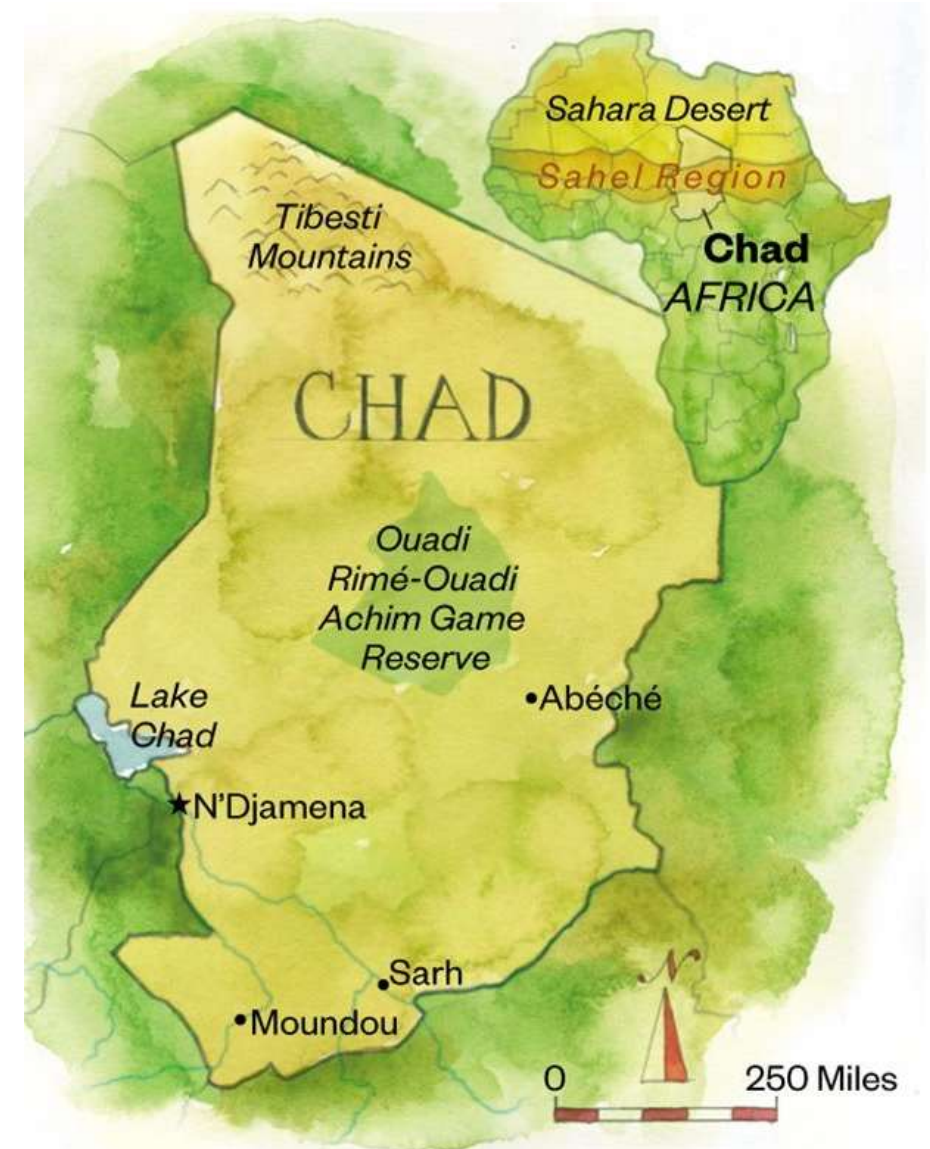 Sahara Desert
Sahel Region
Chad
AFRICA
Tibesti
Mountains
CHAD
Ouadi
Rimé-Ouadi
Achim Game
Reserve
•Abéché
Lake
Chad
★N’Djamena
•Sarh
•Moundou
N
0 250 Miles